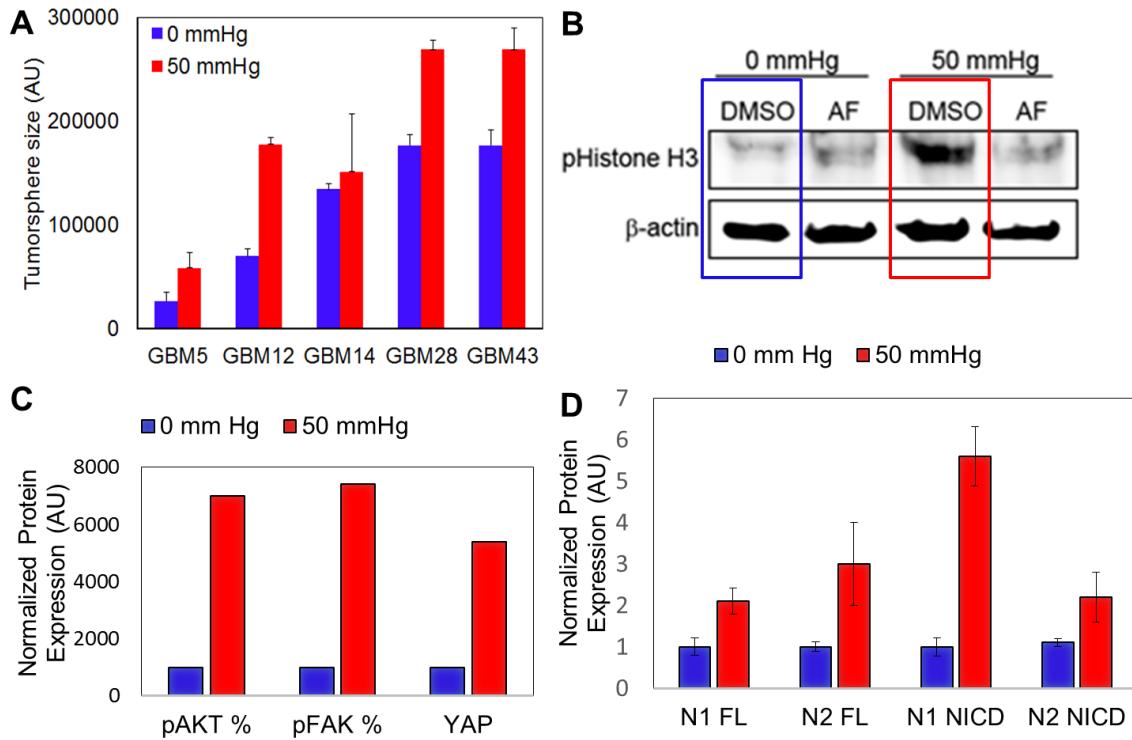 A
Tumorsphere size (AU)
300000
200000
100000
0
0 mmHg
50 mmHg
GBM5 GBM12 GBM14 GBM28 GBM43
B
0 mmHg 50 mmHg
DMSO AF DMSO AF
pHistone H3
β-actin
C
0 mm Hg 50 mmHg
Normalized Protein
Expression (AU)
8000
6000
4000
2000
0
pAKT % pFAK % YAP
0 mm Hg 50 mmHg
D
Normalized Protein
Expression (AU)
7
6
5
4
3
2
1
0
N1 FL N2 FL N1 NICD N2 NICD